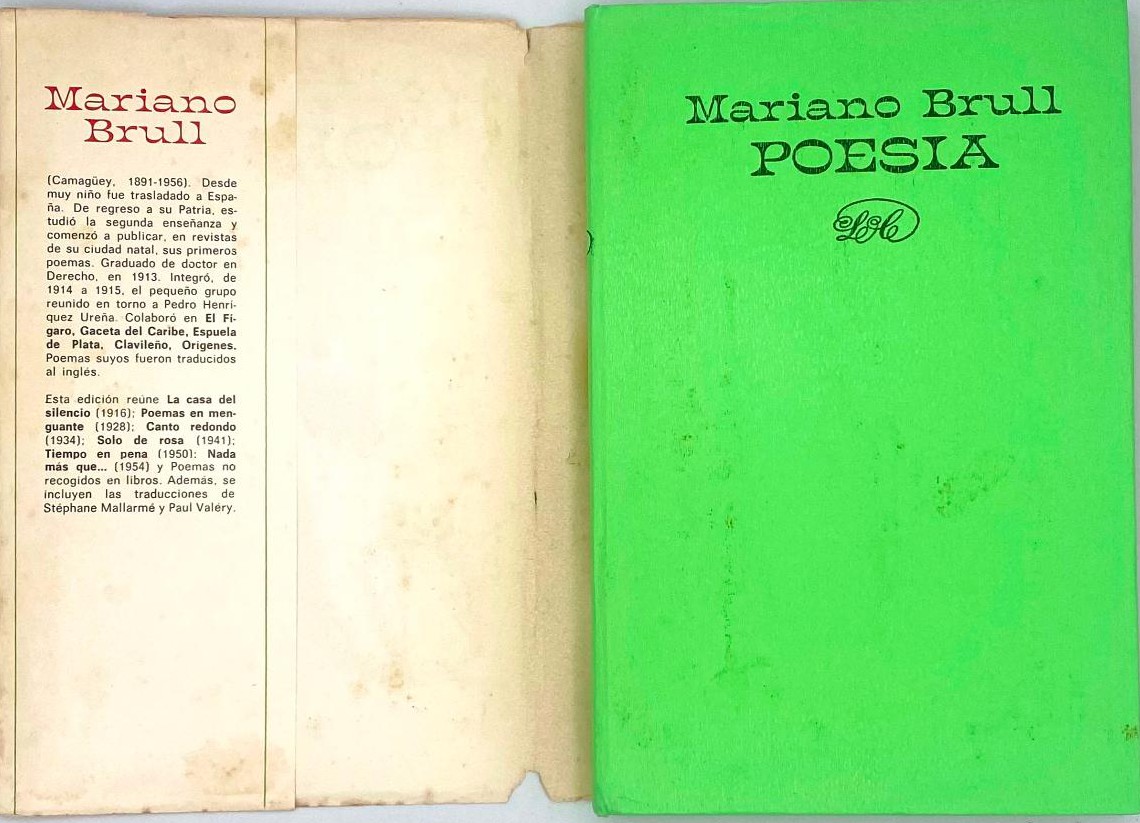 Mariano
Brull
(Camagüey, 1891-1956). Desde
muy niño fue trasladado a Espa-
ña. De regreso a su Patria, es-
tudió la segunda enseñanza y
comenzó a publicar, en revistas
de su ciudad natal, sus primeros
poemas. Graduado de doctor en
Derecho, en 1913. Integró, de
1914 a 1915, el pequeño grupo
reunido en torno a Pedro Henrí-
quez Ureña. Colaboró en El Fí-
garo, Gaceta del Caribe, Espuela
de Plata, Clavileño, Orígenes.
Poemas suyos fueron traducidos
al inglés.
Esta edición reúne La casa del
silencio (1916); Poemas en men-
guante (1928); Canto redondo
(1934); Solo de rosa (1941);
Tiempo en pena (1950); Nada
más que... (1954) y Poemas no
recogidos en libros. Además, se
incluyen las traducciones de
Stéphane Mallarmé y Paul Valéry.
Mariano Brull
POESIA
LC